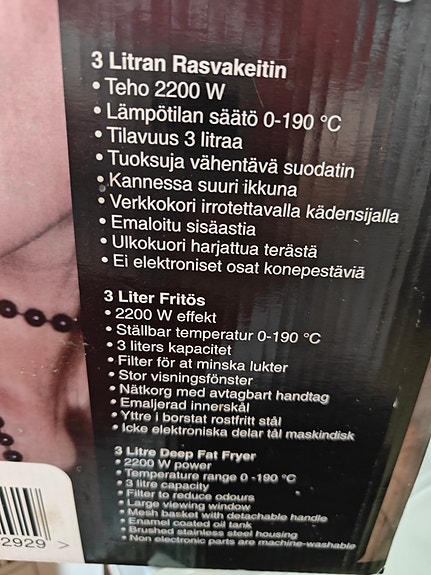 3 Litran Rasvakeitin
• Teho 2200 W
• Lämpötilan säätö 0-190 °C
• Tilavuus 3 litraa
• Tuoksuja vähentävä suodatin
• Kannessa suuri ikkuna
• Verkkokori irrotettavalla kädensijalla
• Emaloitu sisäastia
• Ulkokuori harjattua terästä
• Ei elektroniset osat konepestäviä
3 Liter Fritös
• 2200 W effekt
• Ställbar temperatur 0-190 °C
• 3 liters kapacitet
• Filter för at minska lukter
• Stor visningsfönster
• Nätkorg med avtagbart handtag
• Emaljerad innerskål
• Yttre i borstat rostfritt stål
• Icke elektroniska delar tål maskindisk
3 Litre Deep Fat Fryer
• 2200 W power
• Temperature range 0 -190 °C
• 3 litre capacity
• Filter to reduce odours
• Large viewing window
• Mesh basket with detachable handle
• Enamel coated oil tank
• Brushed stainless steel housing
• Non electronic parts are machine-washable
2929 >